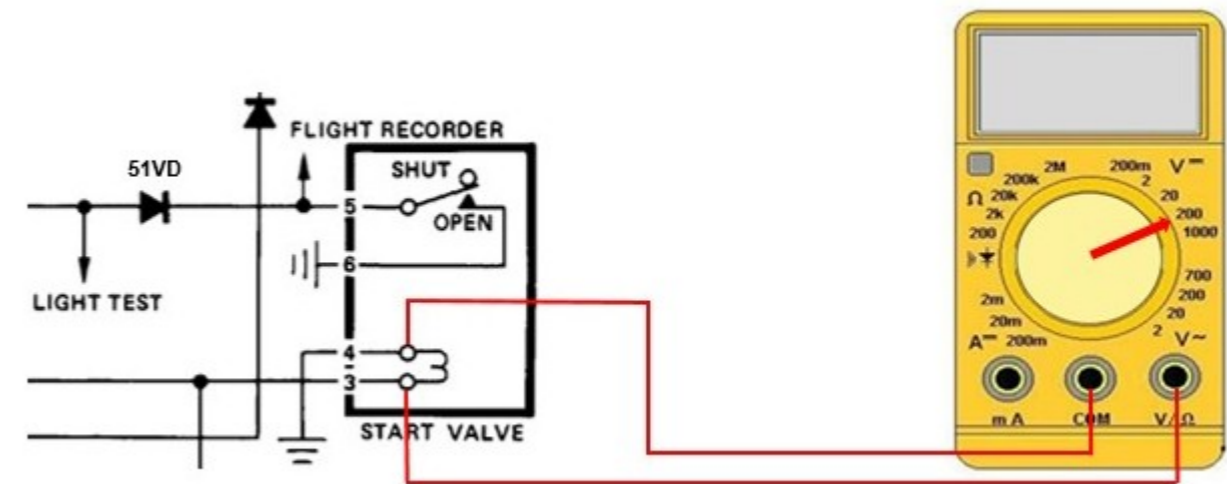 FLIGHT RECORDER
51VD
SHUT
5
OPEN
6
LIGHT TEST
4
3
START VALVE
2M
200m
V
200k
2
Ω
20k
20
2k
200
200
1000
700
2m
200
20m
20
A
200m
2
V~
mA
COM
V/Ω